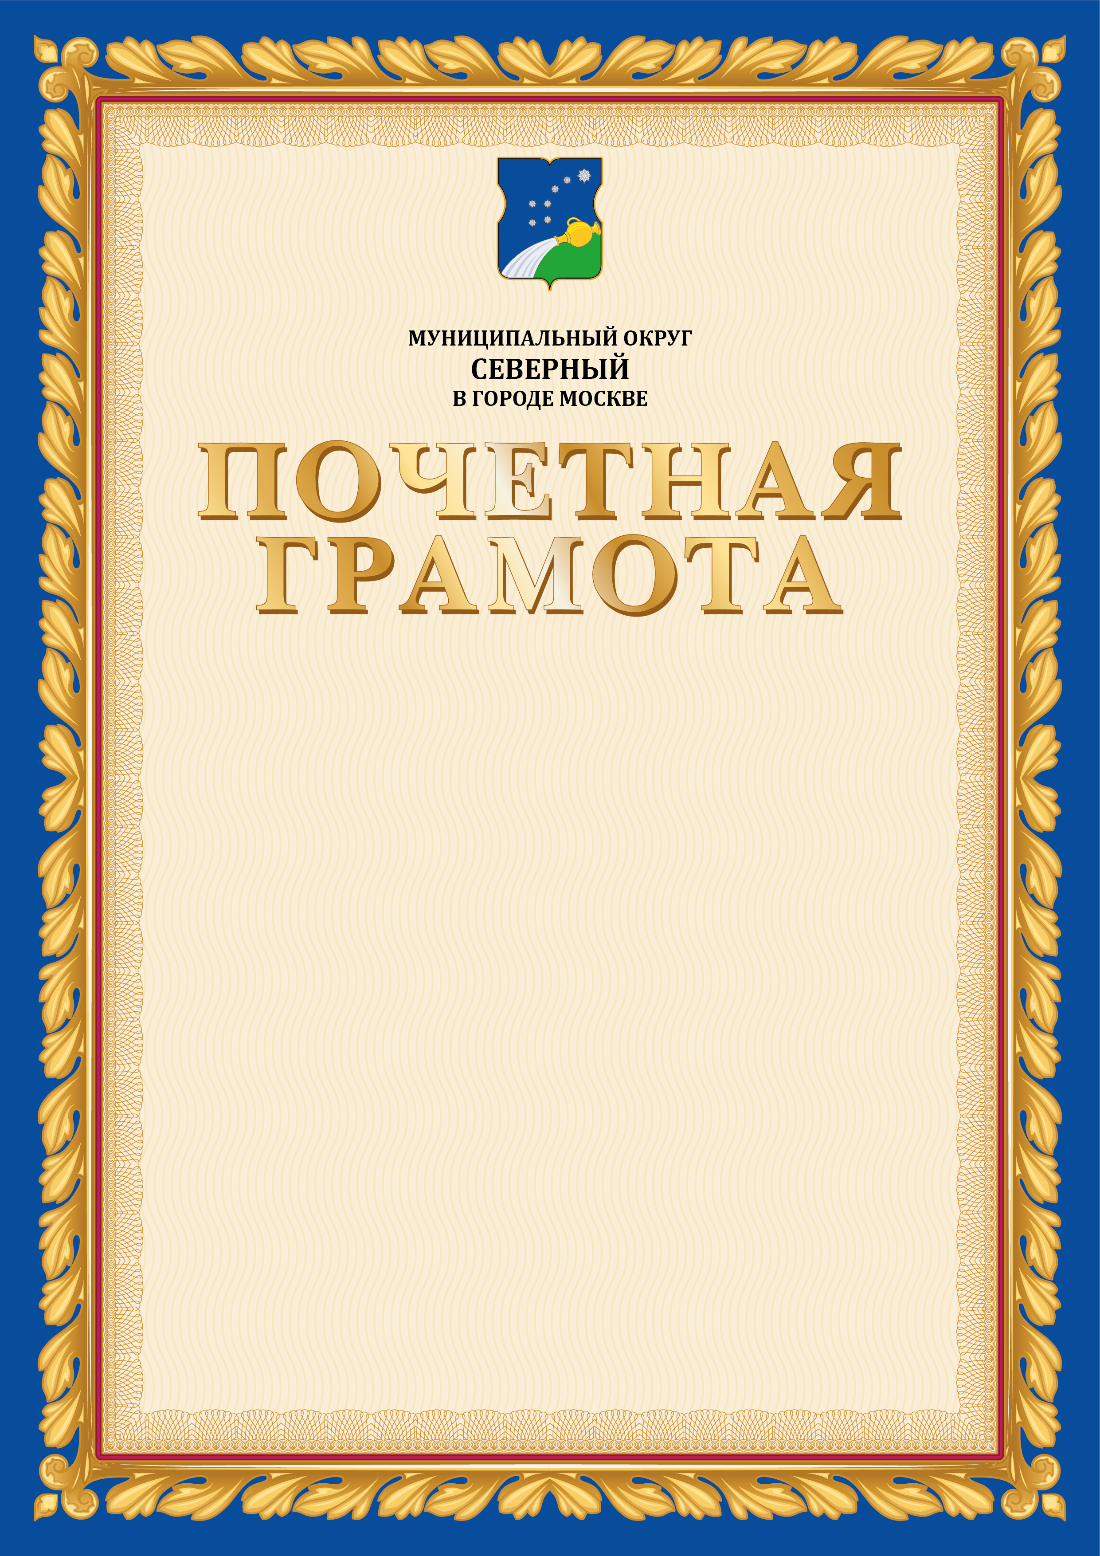 МУНИЦИПАЛЬНЫЙ ОКРУГ
СЕВЕРНЫЙ
В ГОРОДЕ МОСКВЕ
ПОЧЕТНАЯ
ГРАМОТА